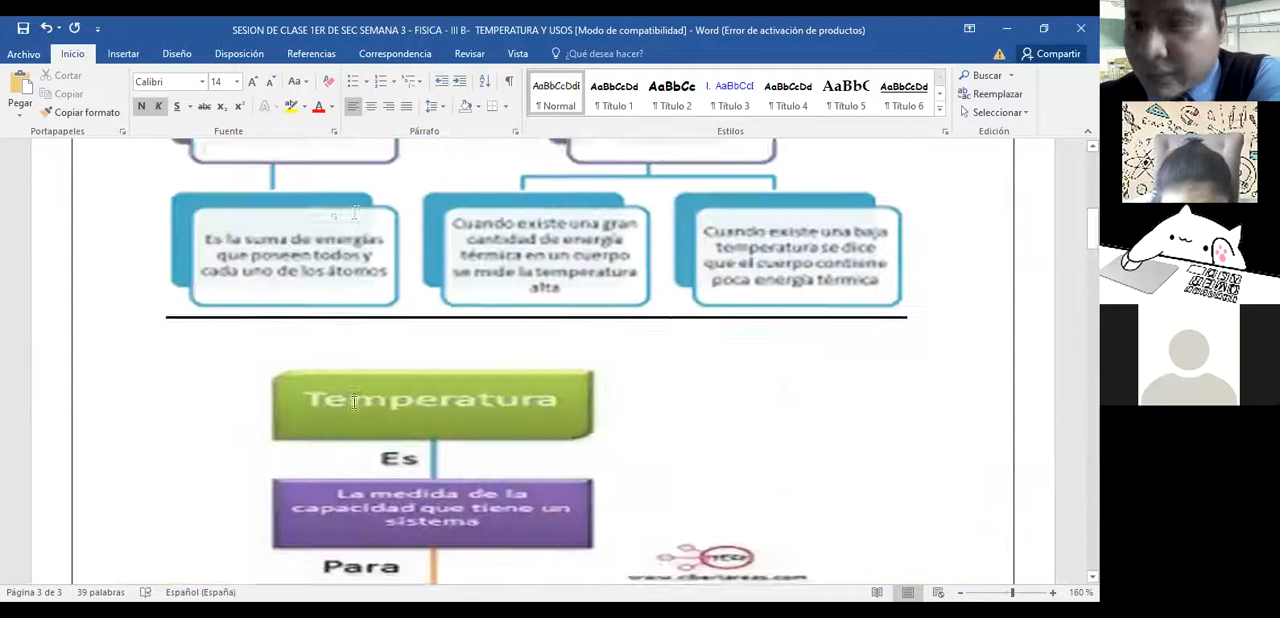 SESION DE CLASE 1ER DE SEC SEMANA 3 - FISICA - III B- TEMPERATURA Y USOS [Modo de compatibilidad] - Word (Error de activación de productos)
Archivo Inicio Insertar Diseño Disposición Referencias Correspondencia Revisar Vista ¿Qué desea hacer? Compartir
Pegar
Cortar
Copiar
Copiar formato
Portapapeles
Calibri 14
N K S abc
Fuente
Párrafo
AaBbCcDdI AaBbCcDd AaBbCc I. AaBbCcI AaBbCcDd AaBbC AaBbCcDd
¶ Normal ¶ Título 1 ¶ Título 2 ¶ Título 3 ¶ Título 4 ¶ Título 5 ¶ Título 6
Estilos
Buscar
Reemplazar
Seleccionar
Edición
Es la suma de energías
que poseen todos y
cada uno de los átomos
Cuando existe una gran
cantidad de energía
térmica en un cuerpo
se mide la temperatura
alta
Cuando existe una baja
temperatura se dice
que el cuerpo contiene
poca energía térmica
Temperatura
Es
La medida de la
capacidad que tiene un
sistema
Para
Página 3 de 3 39 palabras Español (España) 160 %